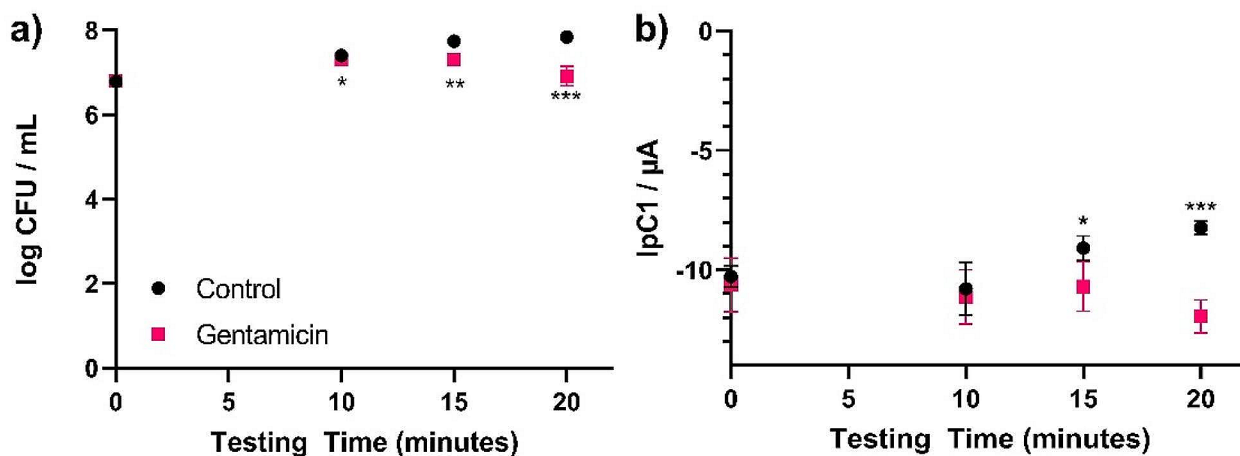 a)
log CFU / mL
8
6
4
2
0
*
**
***
Control
Gentamicin
0 5 10 15 20
Testing Time (minutes)
b)
IpC1 / µA
0
-5
-10
*
***
0 5 10 15 20
Testing Time (minutes)